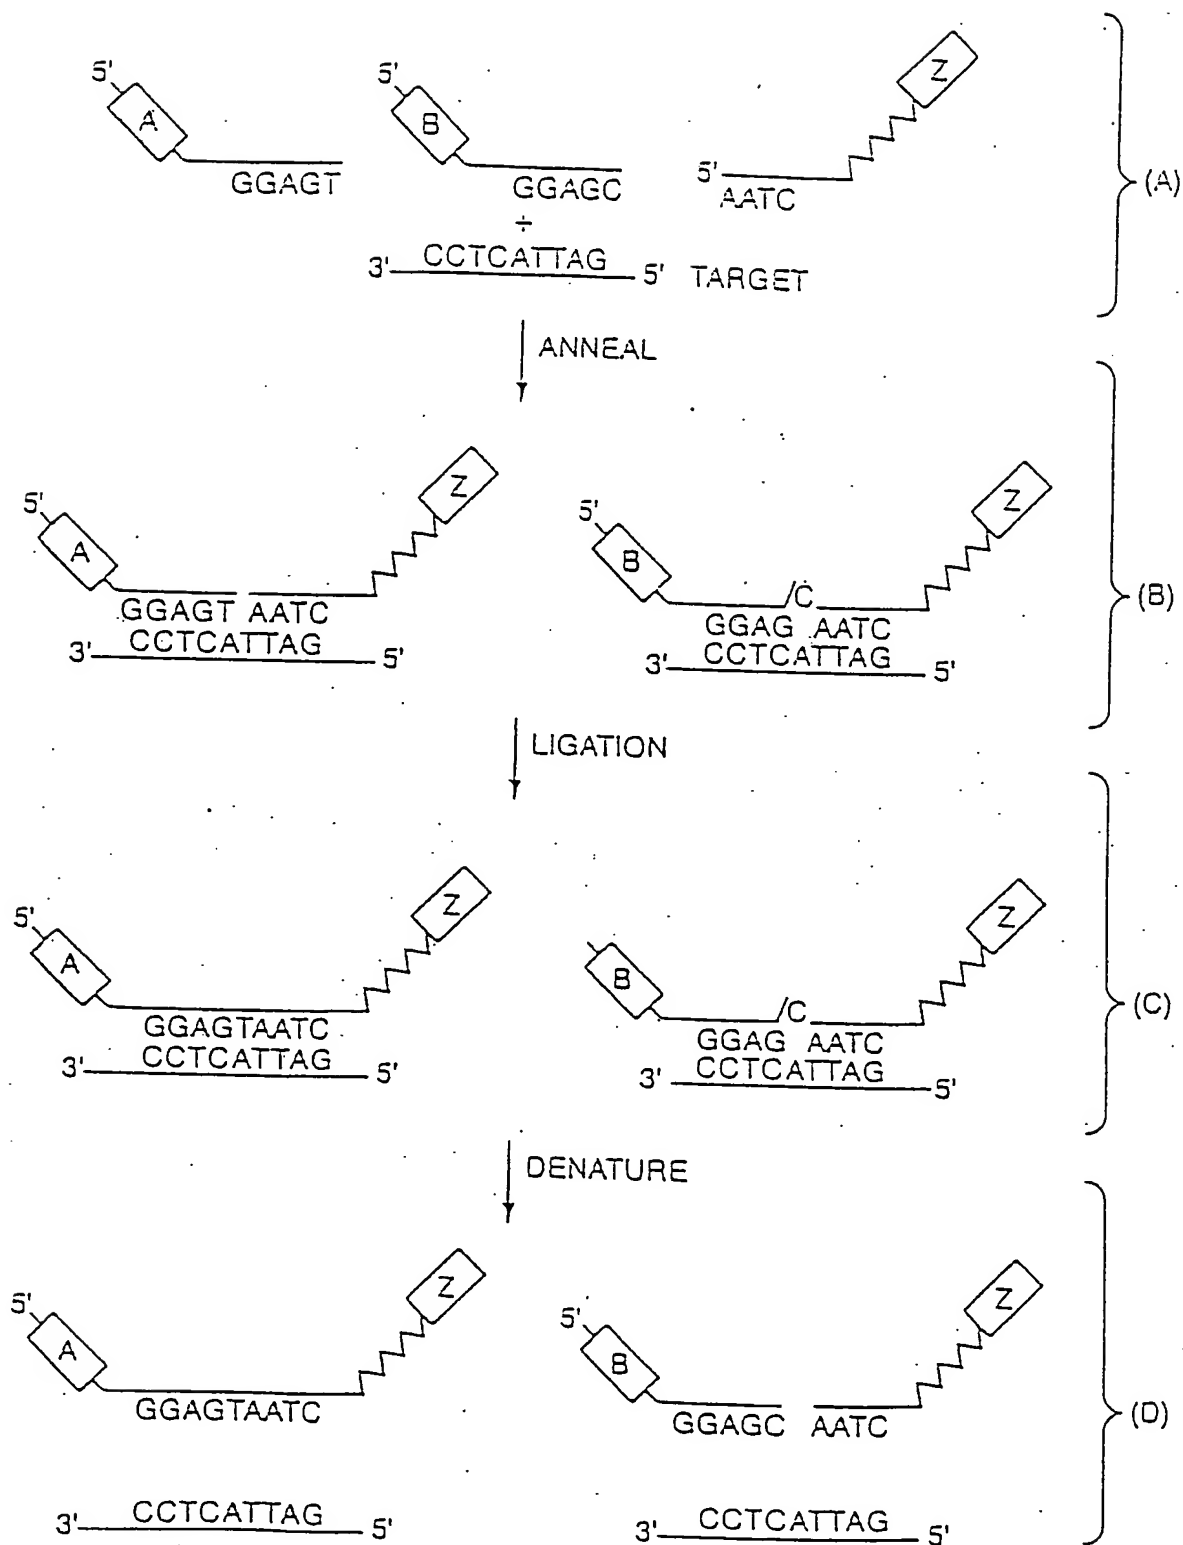 5' 5'
A B Z
GGAGT GGAGC 5' AATC (A)
+
3' CCTCATTAG 5' TARGET
ANNEAL
5' A Z 5' B Z
GGAGT AATC /C GGAG AATC (B)
3' CCTCATTAG 5' 3' CCTCATTAG 5'
LIGATION
5' A Z B Z
GGAGTAATC /C GGAG AATC (C)
3' CCTCATTAG 5' 3' CCTCATTAG 5'
DENATURE
5' A Z 5' B Z
GGAGTAATC GGAGC AATC (D)
3' CCTCATTAG 5' 3' CCTCATTAG 5'